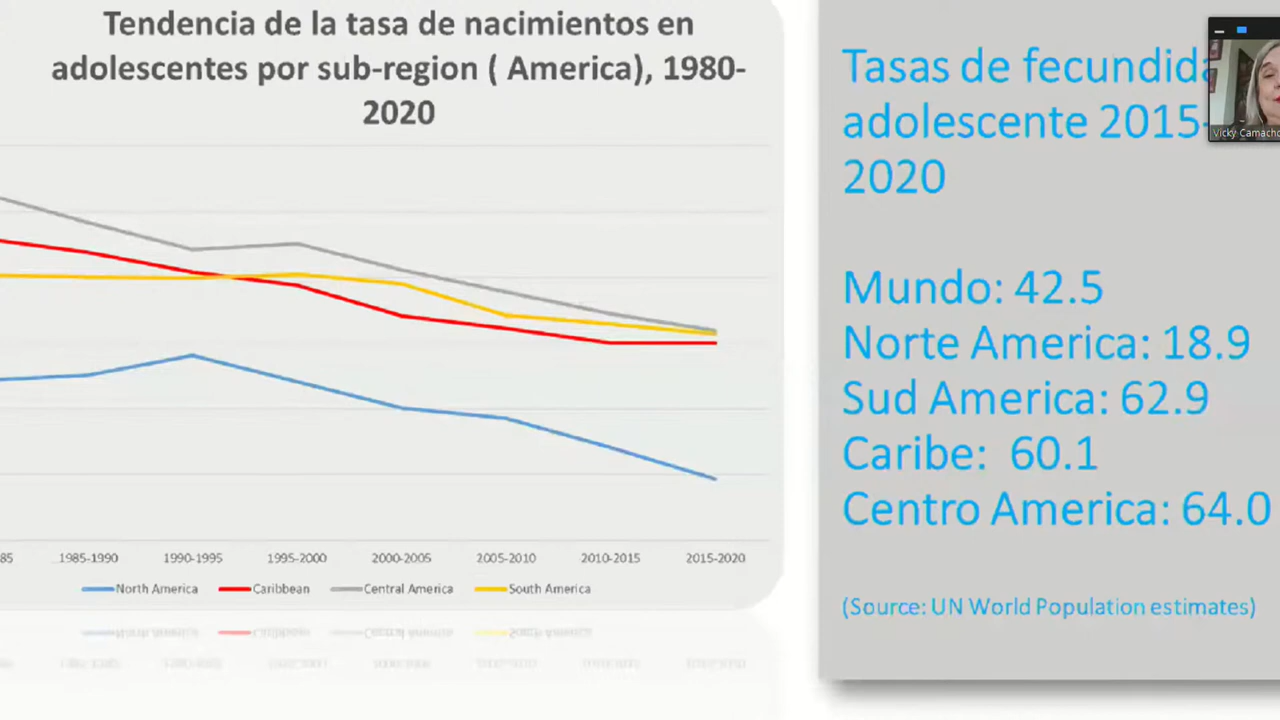 Tendencia de la tasa de nacimientos en
adolescentes por sub-region ( America), 1980-
2020
85 1985-1990 1990-1995 1995-2000 2000-2005 2005-2010 2010-2015 2015-2020
North America Caribbean Central America South America
Tasas de fecundida
adolescente 2015-
2020
Mundo: 42.5
Norte America: 18.9
Sud America: 62.9
Caribe: 60.1
Centro America: 64.0
(Source: UN World Population estimates)
Vicky Camacho